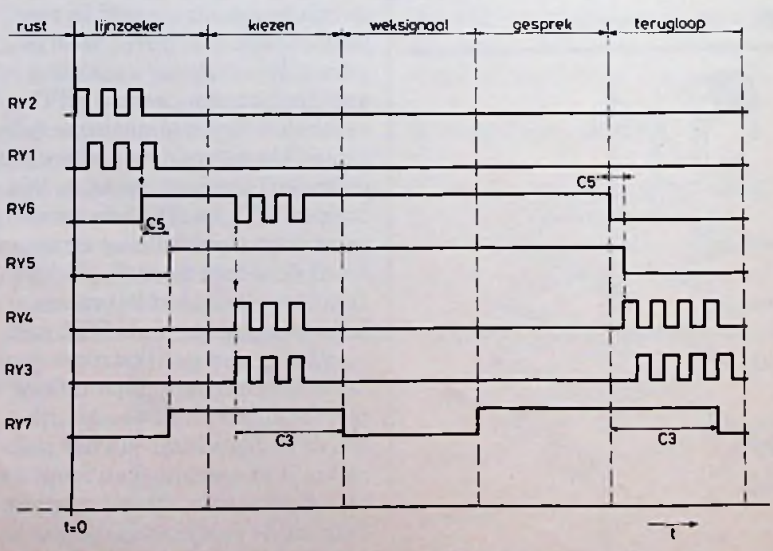 rust lijnzoeker kiezen weksignaal gesprek terugloop
RY2
RY1
C5
RY6
C5
RY5
RY4
RY3
RY7
C3 C3
t=0 t